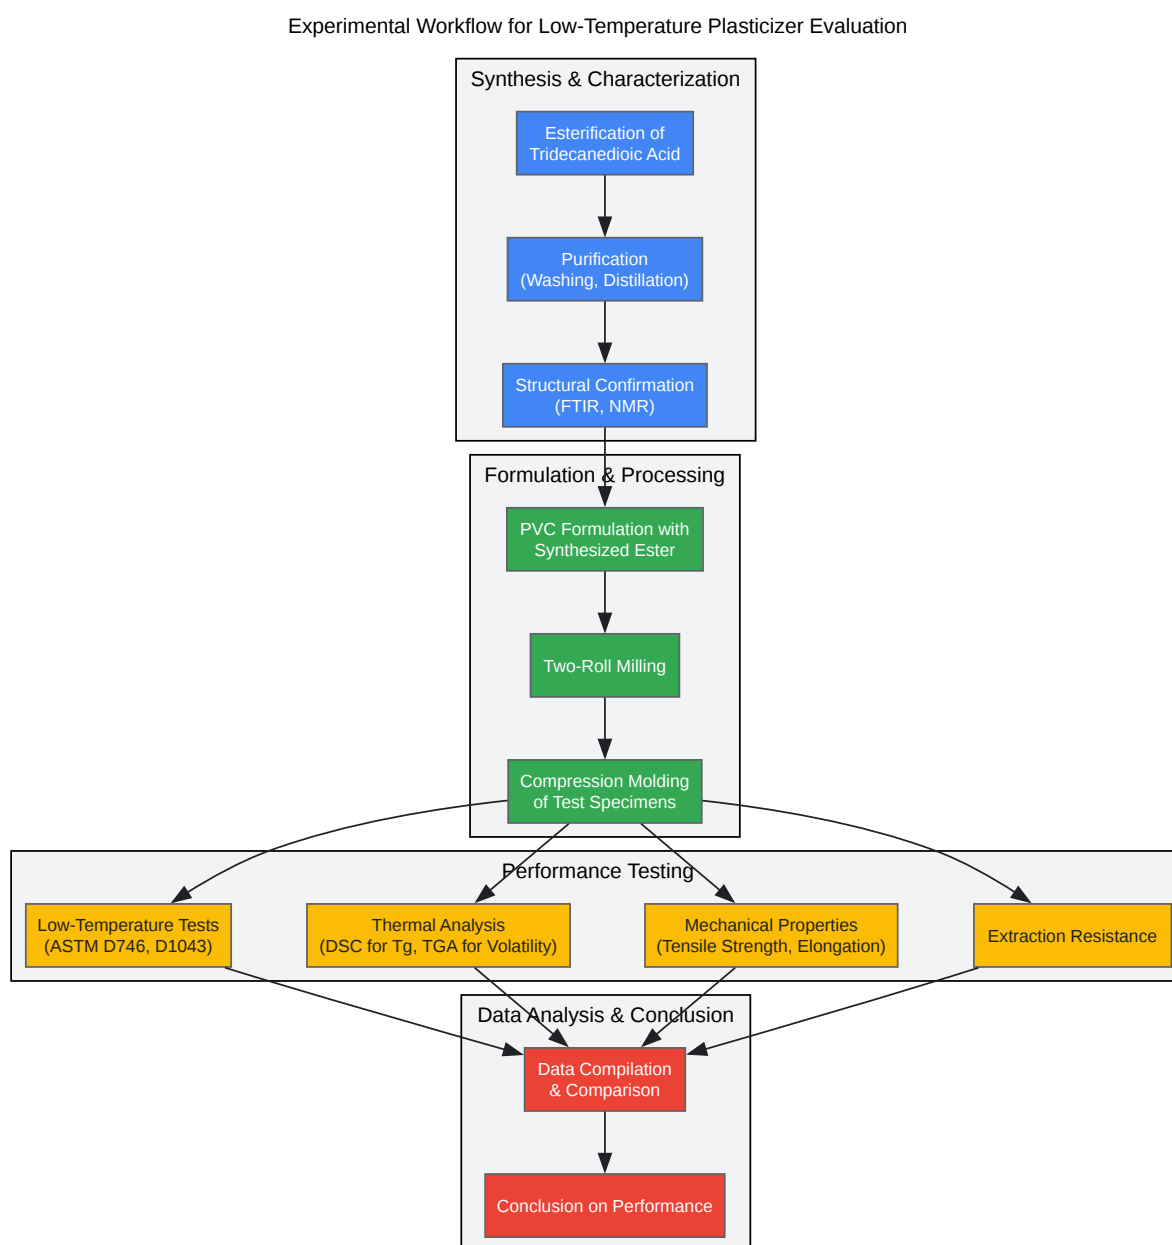 Experimental Workflow for Low-Temperature Plasticizer Evaluation
Synthesis & Characterization
Esterification of
Tridecanedioic Acid
Purification
(Washing, Distillation)
Structural Confirmation
(FTIR, NMR)
Formulation & Processing
PVC Formulation with
Synthesized Ester
Two-Roll Milling
Compression Molding
of Test Specimens
Performance Testing
Low-Temperature Tests
(ASTM D746, D1043)
Thermal Analysis
(DSC for Tg, TGA for Volatility)
Mechanical Properties
(Tensile Strength, Elongation)
Extraction Resistance
Data Analysis & Conclusion
Data Compilation
& Comparison
Conclusion on Performance